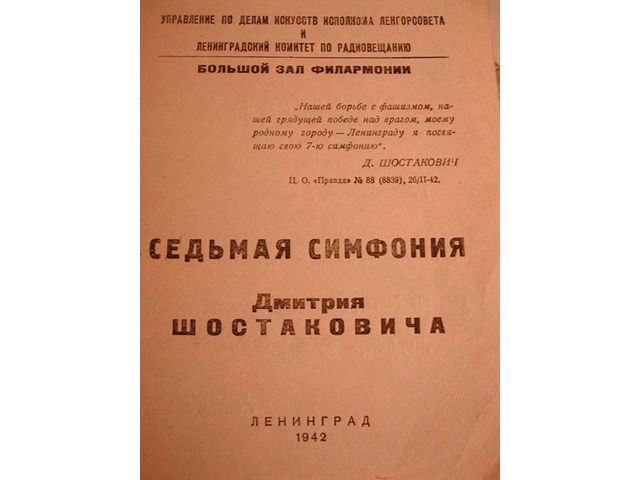 УПРАВЛЕНИЕ ПО ДЕЛАМ ИСКУССТВ ИСПОЛКОМА ЛЕНГОРСОВЕТА
И
ЛЕНИНГРАДСКИЙ КОМИТЕТ ПО РАДИОВЕЩАНИЮ
БОЛЬШОЙ ЗАЛ ФИЛАРМОНИИ
„Нашей борьбе с фашизмом, на-
шей грядущей победе над врагом, моему
родному городу — Ленинграду я посвя-
щаю свою 7-ю симфонию“.
Д. ШОСТАКОВИЧ
Ц. О. «Правда» № 88 (8839), 26/II-42.
СЕДЬМАЯ СИМФОНИЯ
Дмитрия
ШОСТАКОВИЧА
ЛЕНИНГРАД
1942